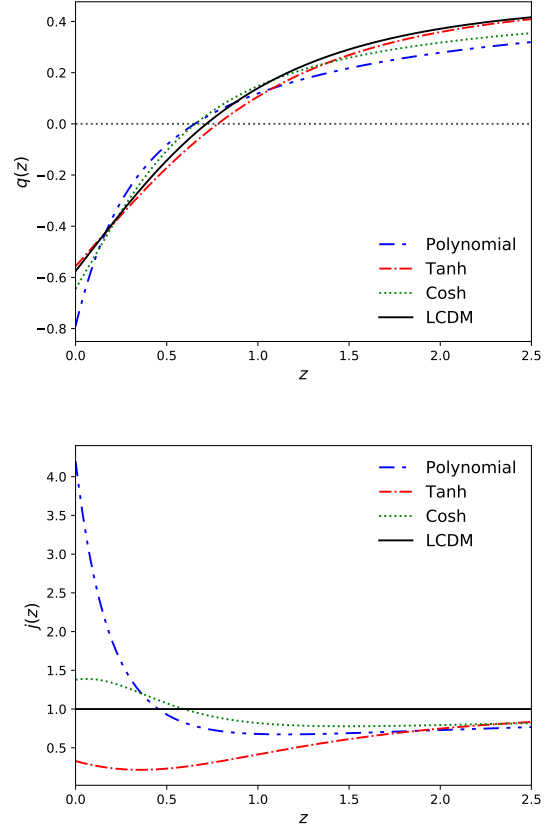 0.4
0.2
0.0
−0.2
−0.4
−0.6
−0.8
q(z)
Polynomial
Tanh
Cosh
LCDM
0.0 0.5 1.0 1.5 2.0 2.5
z
4.0
3.5
3.0
2.5
2.0
1.5
1.0
0.5
j(z)
Polynomial
Tanh
Cosh
LCDM
0.0 0.5 1.0 1.5 2.0 2.5
z